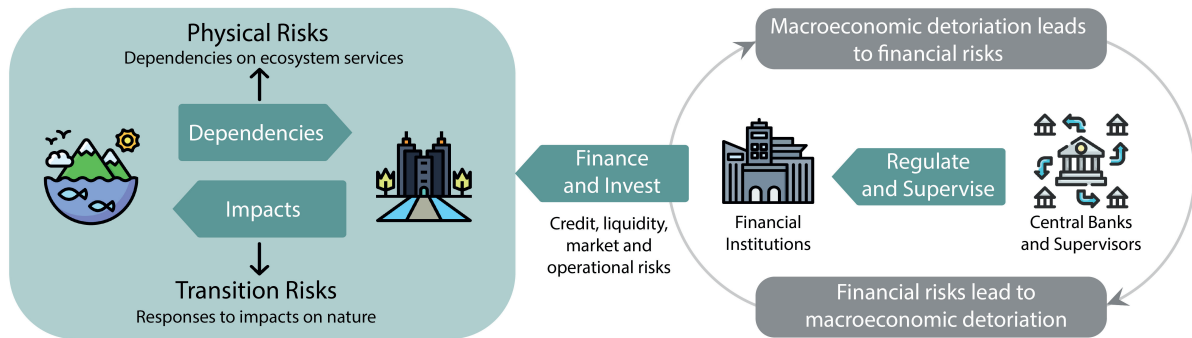 Physical Risks
Dependencies on ecosystem services
Dependencies
Impacts
Transition Risks
Responses to impacts on nature
Finance
and Invest
Credit, liquidity,
market and
operational risks
Macroeconomic detoriation leads
to financial risks
Financial
Institutions
Regulate
and Supervise
Central Banks
and Supervisors
Financial risks lead to
macroeconomic detoriation